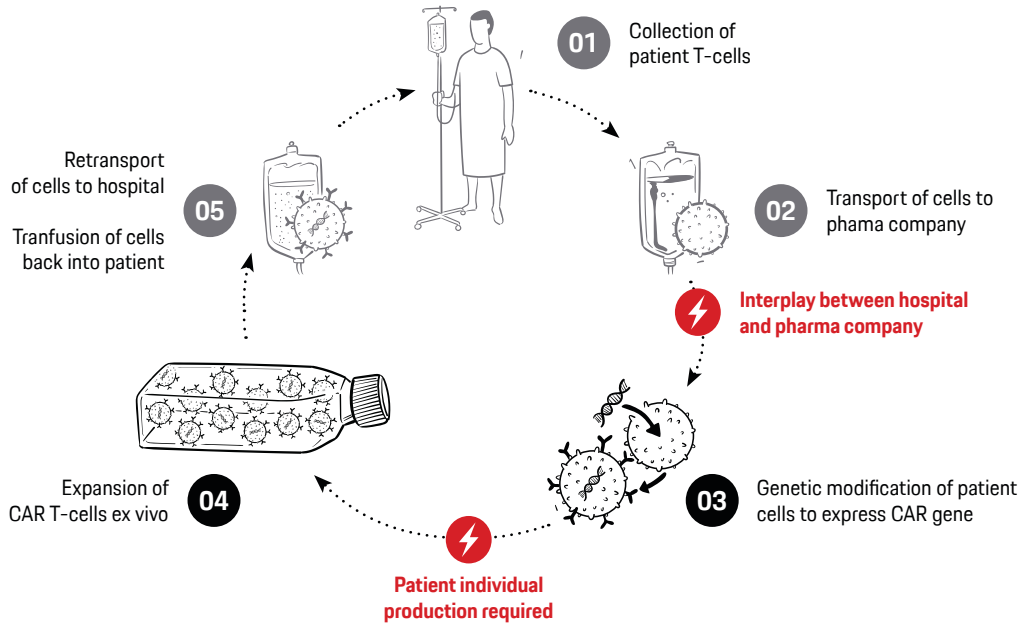 01
Collection of
patient T-cells
02
Transport of cells to
phama company
Interplay between hospital
and pharma company
03
Genetic modification of patient
cells to express CAR gene
Patient individual
production required
04
Expansion of
CAR T-cells ex vivo
05
Retransport
of cells to hospital
Tranfusion of cells
back into patient